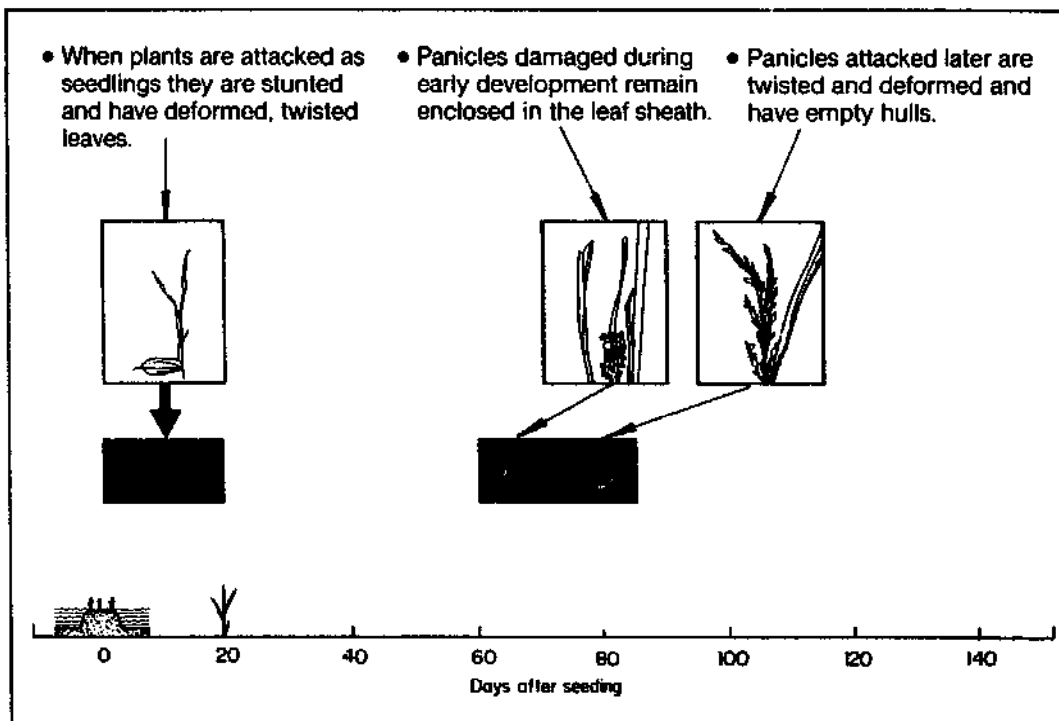 • When plants are attacked as
seedlings they are stunted
and have deformed, twisted
leaves.
• Panicles damaged during
early development remain
enclosed in the leaf sheath.
• Panicles attacked later are
twisted and deformed and
have empty hulls.
0 20 40 60 80 100 120 140
Days after seeding